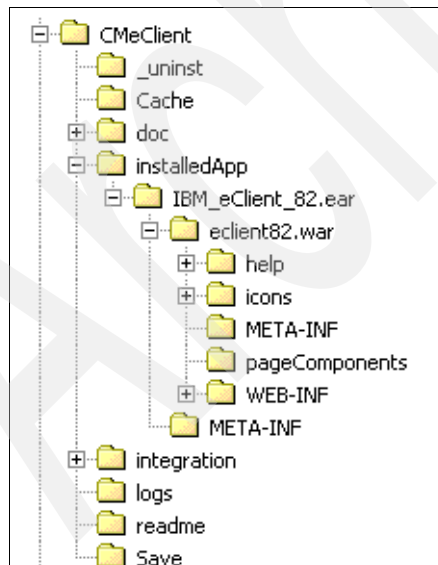 CMeClient
_uninst
Cache
doc
installedApp
IBM_eClient_82.ear
eclient82.war
help
icons
META-INF
pageComponents
WEB-INF
META-INF
integration
logs
readme
Save